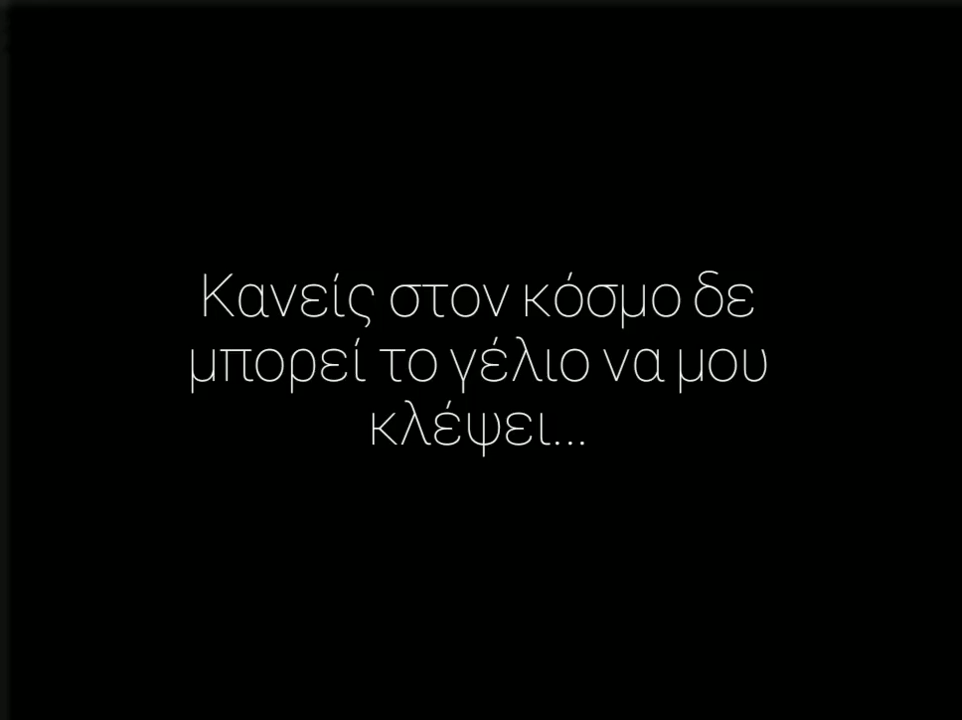 Κανείς στον κόσμο δε
μπορεί το γέλιο να μου
κλέψει...